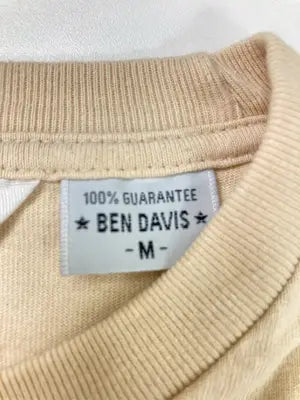 100% GUARANTEE
★ BEN DAVIS ★
- M -